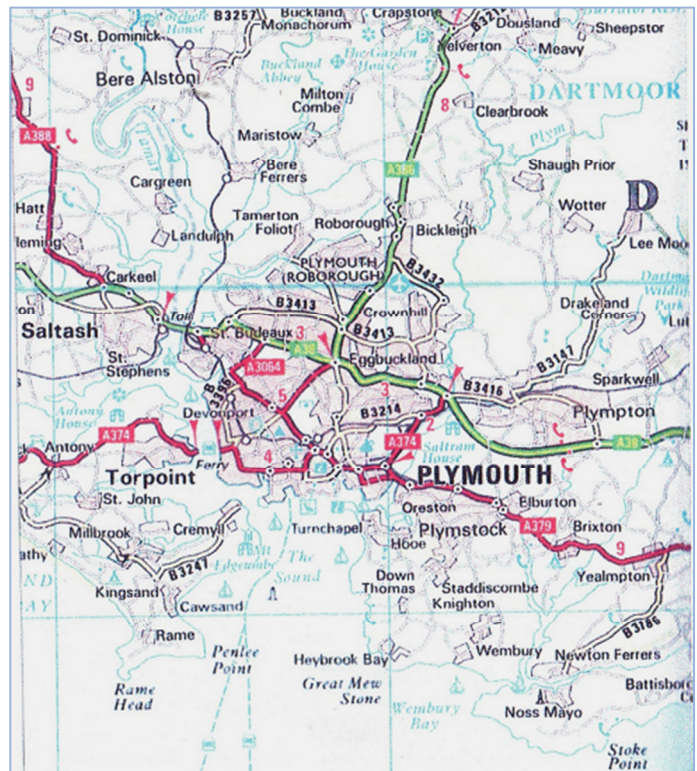 B3257
Buckland
Monachorum
Crapstone
Dousland
Sheepstor
St. Dominick
House
Yelverton
Meavy
Bere Alston
Buckland
Abbey
The Garden
House
9
Milton
Combe
8
Clearbrook
DARTMOOR
A388
Maristow
Plym
Bere
Ferrers
A386
Shaugh Prior
Cargreen
D
Hatt
Tamerton
Foliot
Roborough
Bickleigh
Wotter
Landulph
Lee Moo
PLYMOUTH
(ROBOROUGH)
B3432
Carkeel
Toll
B3413
Crownhill
Drakeland
Corner
Saltash
St. Budeaux
3
A38
B3413
Eggbuckland
B3147
St.
Stephens
A3064
3
B3416
Sparkwell
Antony
House
B
3396
5
B3214
Plympton
Devonport
2
A374
A374
Saltram
House
A38
Antony
Ferry
4
Torpoint
PLYMOUTH
St. John
Oreston
Elburton
Millbrook
Cremyll
Turnchapel
Plymstock
A379
Brixton
9
Hooe
Mt
Edgcumbe
The
Sound
Yealmpton
B3247
Down
Thomas
Staddiscombe
Kingsand
Knighton
Cawsand
B3186
Rame
Penlee
Point
Wembury
Newton Ferrers
Heybrook Bay
Rame
Head
Great Mew
Stone
Wembury
Bay
Noss Mayo
Stoke
Point